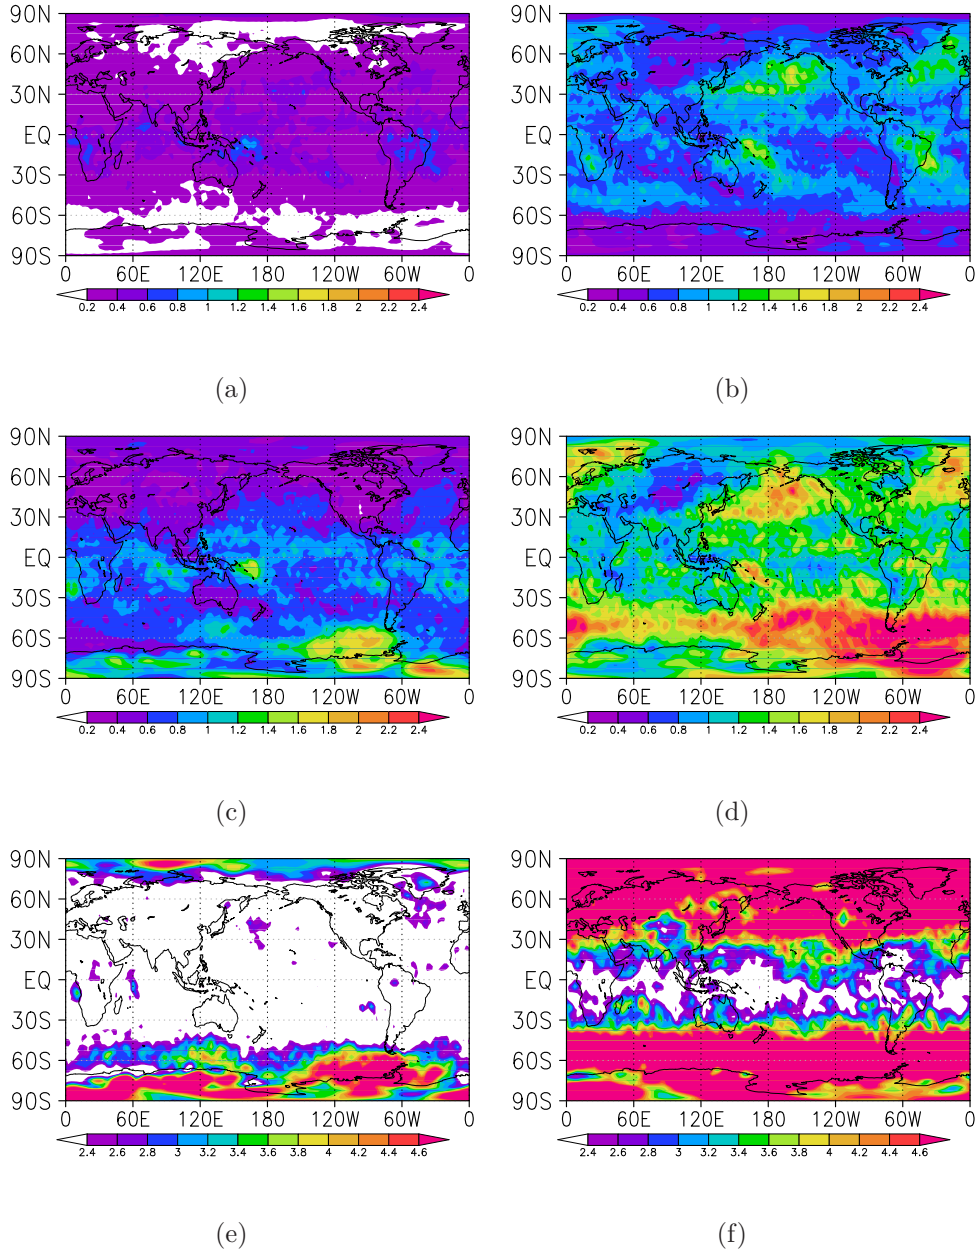 90N 90N
60N 60N
30N 30N
EQ EQ
30S 30S
60S 60S
90S 90S
0 60E 120E 180 120W 60W 0 0 60E 120E 180 120W 60W 0
0.2 0.4 0.6 0.8 1 1.2 1.4 1.6 1.8 2 2.2 2.4 0.2 0.4 0.6 0.8 1 1.2 1.4 1.6 1.8 2 2.2 2.4
(a) (b)
90N 90N
60N 60N
30N 30N
EQ EQ
30S 30S
60S 60S
90S 90S
0 60E 120E 180 120W 60W 0 0 60E 120E 180 120W 60W 0
0.2 0.4 0.6 0.8 1 1.2 1.4 1.6 1.8 2 2.2 2.4 0.2 0.4 0.6 0.8 1 1.2 1.4 1.6 1.8 2 2.2 2.4
(c) (d)
90N 90N
60N 60N
30N 30N
EQ EQ
30S 30S
60S 60S
90S 90S
0 60E 120E 180 120W 60W 0 0 60E 120E 180 120W 60W 0
2.4 2.6 2.8 3 3.2 3.4 3.6 3.8 4 4.2 4.4 4.6 2.4 2.6 2.8 3 3.2 3.4 3.6 3.8 4 4.2 4.4 4.6
(e) (f)